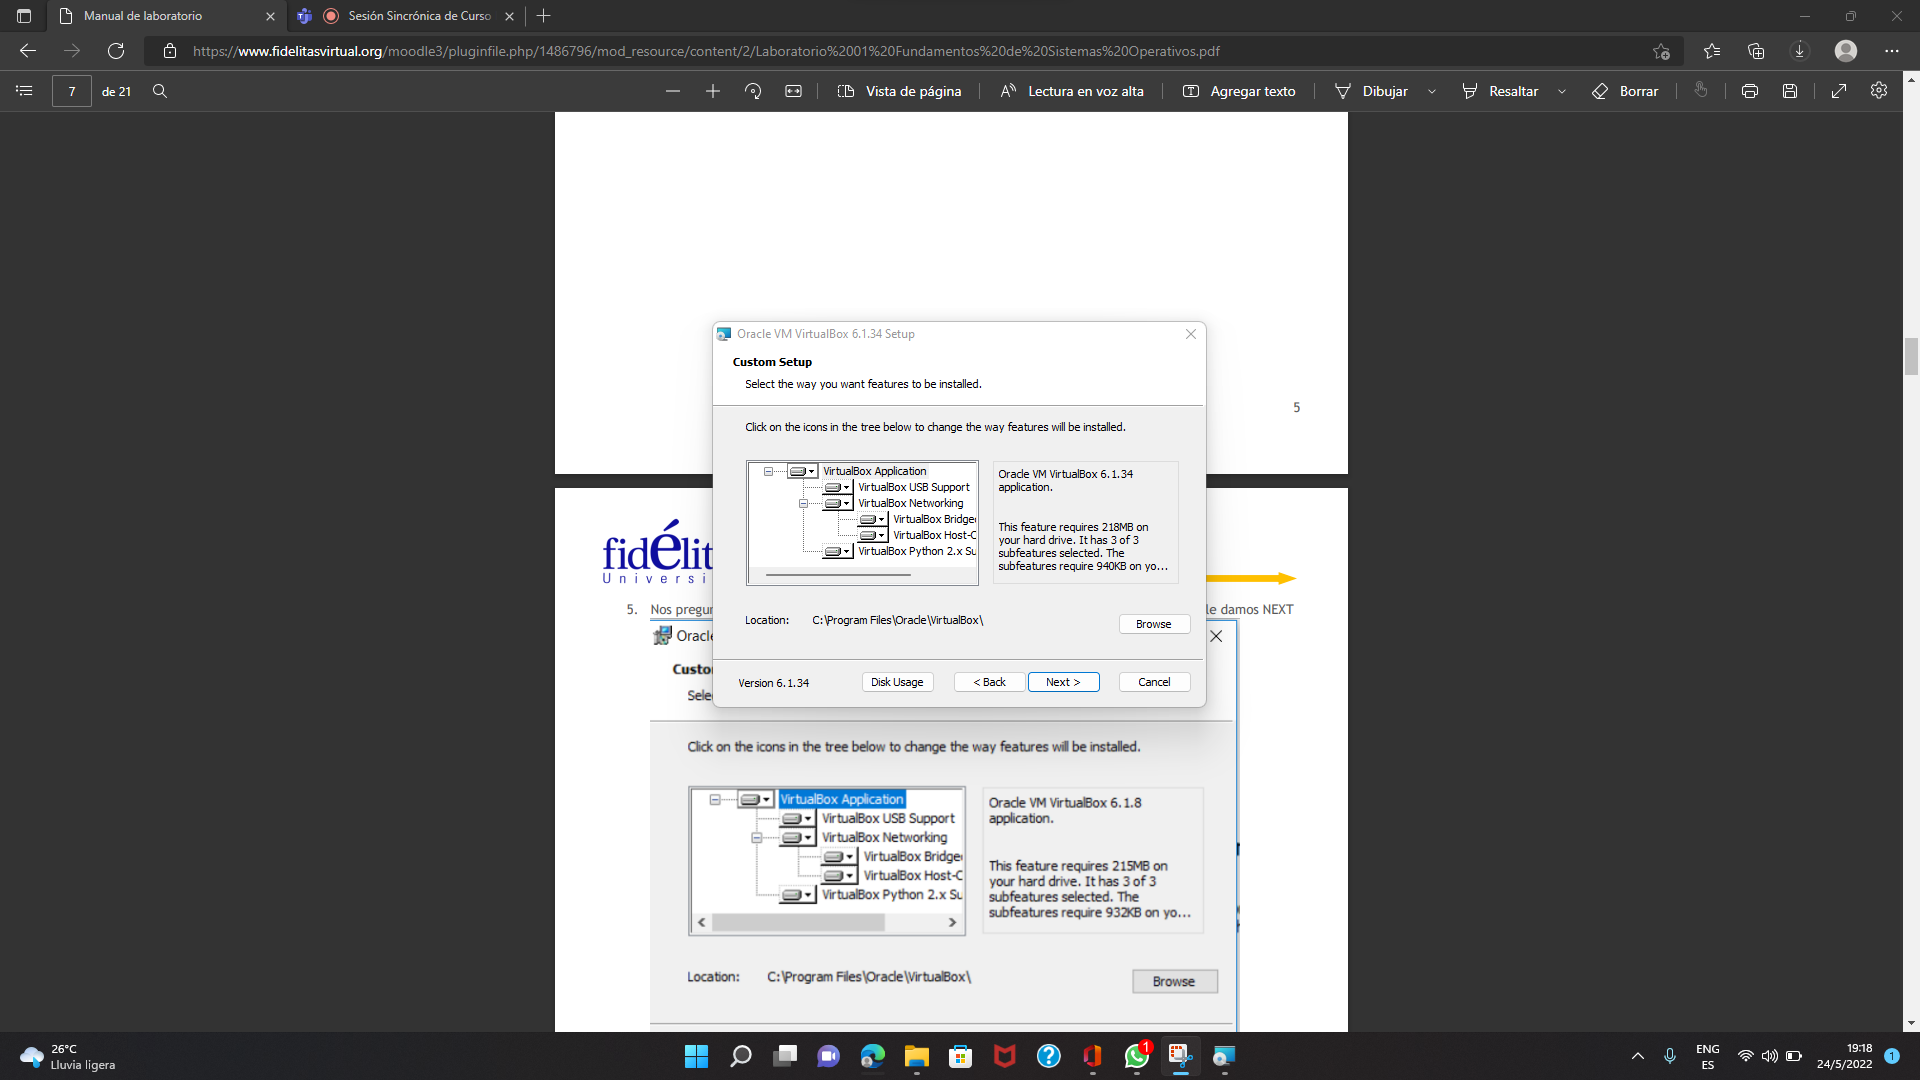 Manual de laboratorio
Sesión Sincrónica de Curso
https://www.fidelitasvirtual.org/moodle3/pluginfile.php/1486796/mod_resource/content/2/Laboratorio%2001%20Fundamentos%20de%20Sistemas%20Operativos.pdf
7 de 21
Vista de página
Lectura en voz alta
Agregar texto
Dibujar
Resaltar
Borrar
5
Oracle VM VirtualBox 6.1.34 Setup
Custom Setup
Select the way you want features to be installed.
Click on the icons in the tree below to change the way features will be installed.
VirtualBox Application
VirtualBox USB Support
VirtualBox Networking
VirtualBox Bridge
VirtualBox Host-C
VirtualBox Python 2.x Su
Oracle VM VirtualBox 6.1.34
application.
This feature requires 218MB on
your hard drive. It has 3 of 3
subfeatures selected. The
subfeatures require 940KB on yo...
Location: C:\Program Files\Oracle\VirtualBox\
Browse
Version 6.1.34
Disk Usage
< Back
Next >
Cancel
fidélit
Universi
5. Nos pregu
le damos NEXT
Oracle
Custo
Sele
Click on the icons in the tree below to change the way features will be installed.
VirtualBox Application
VirtualBox USB Support
VirtualBox Networking
VirtualBox Bridge
VirtualBox Host-C
VirtualBox Python 2.x Su
Oracle VM VirtualBox 6.1.8
application.
This feature requires 215MB on
your hard drive. It has 3 of 3
subfeatures selected. The
subfeatures require 932KB on yo...
Location: C:\Program Files\Oracle\VirtualBox\
Browse
26°C
Lluvia ligera
1
ENG
ES
19:18
24/5/2022
1